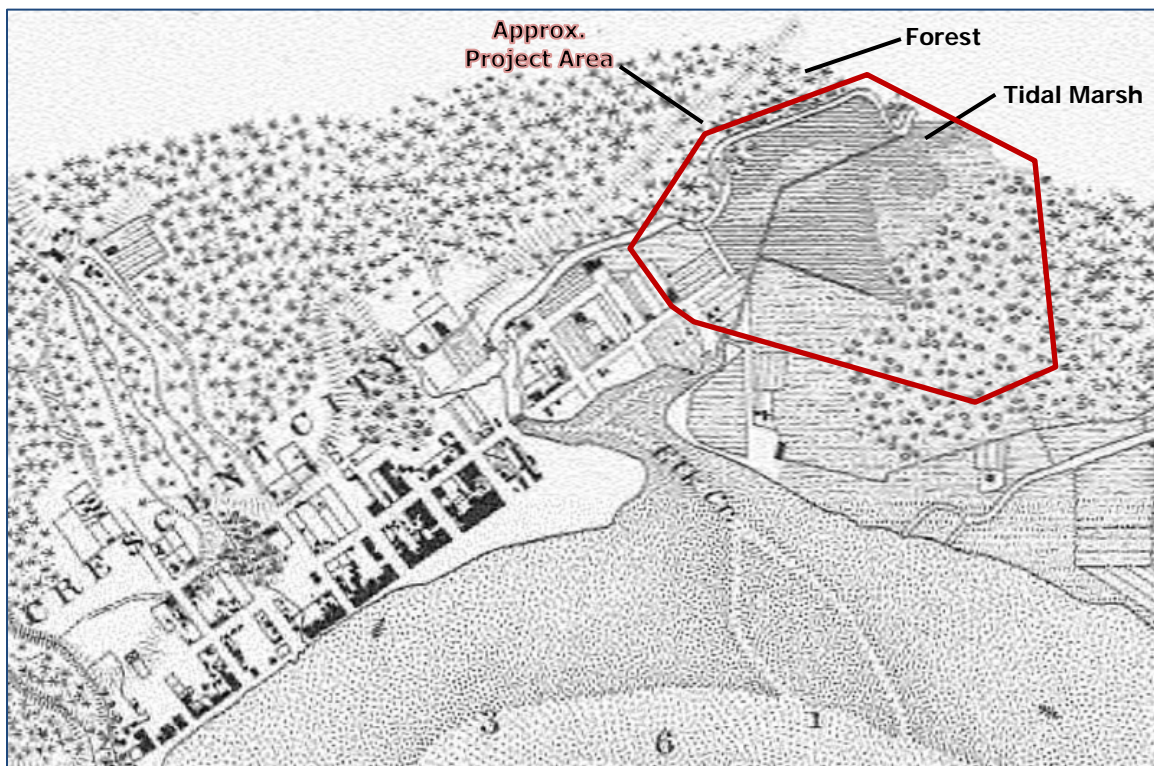 Approx.
Project Area
Forest
Tidal Marsh
CRESCENT CITY
Elk Cr.
3
6
1